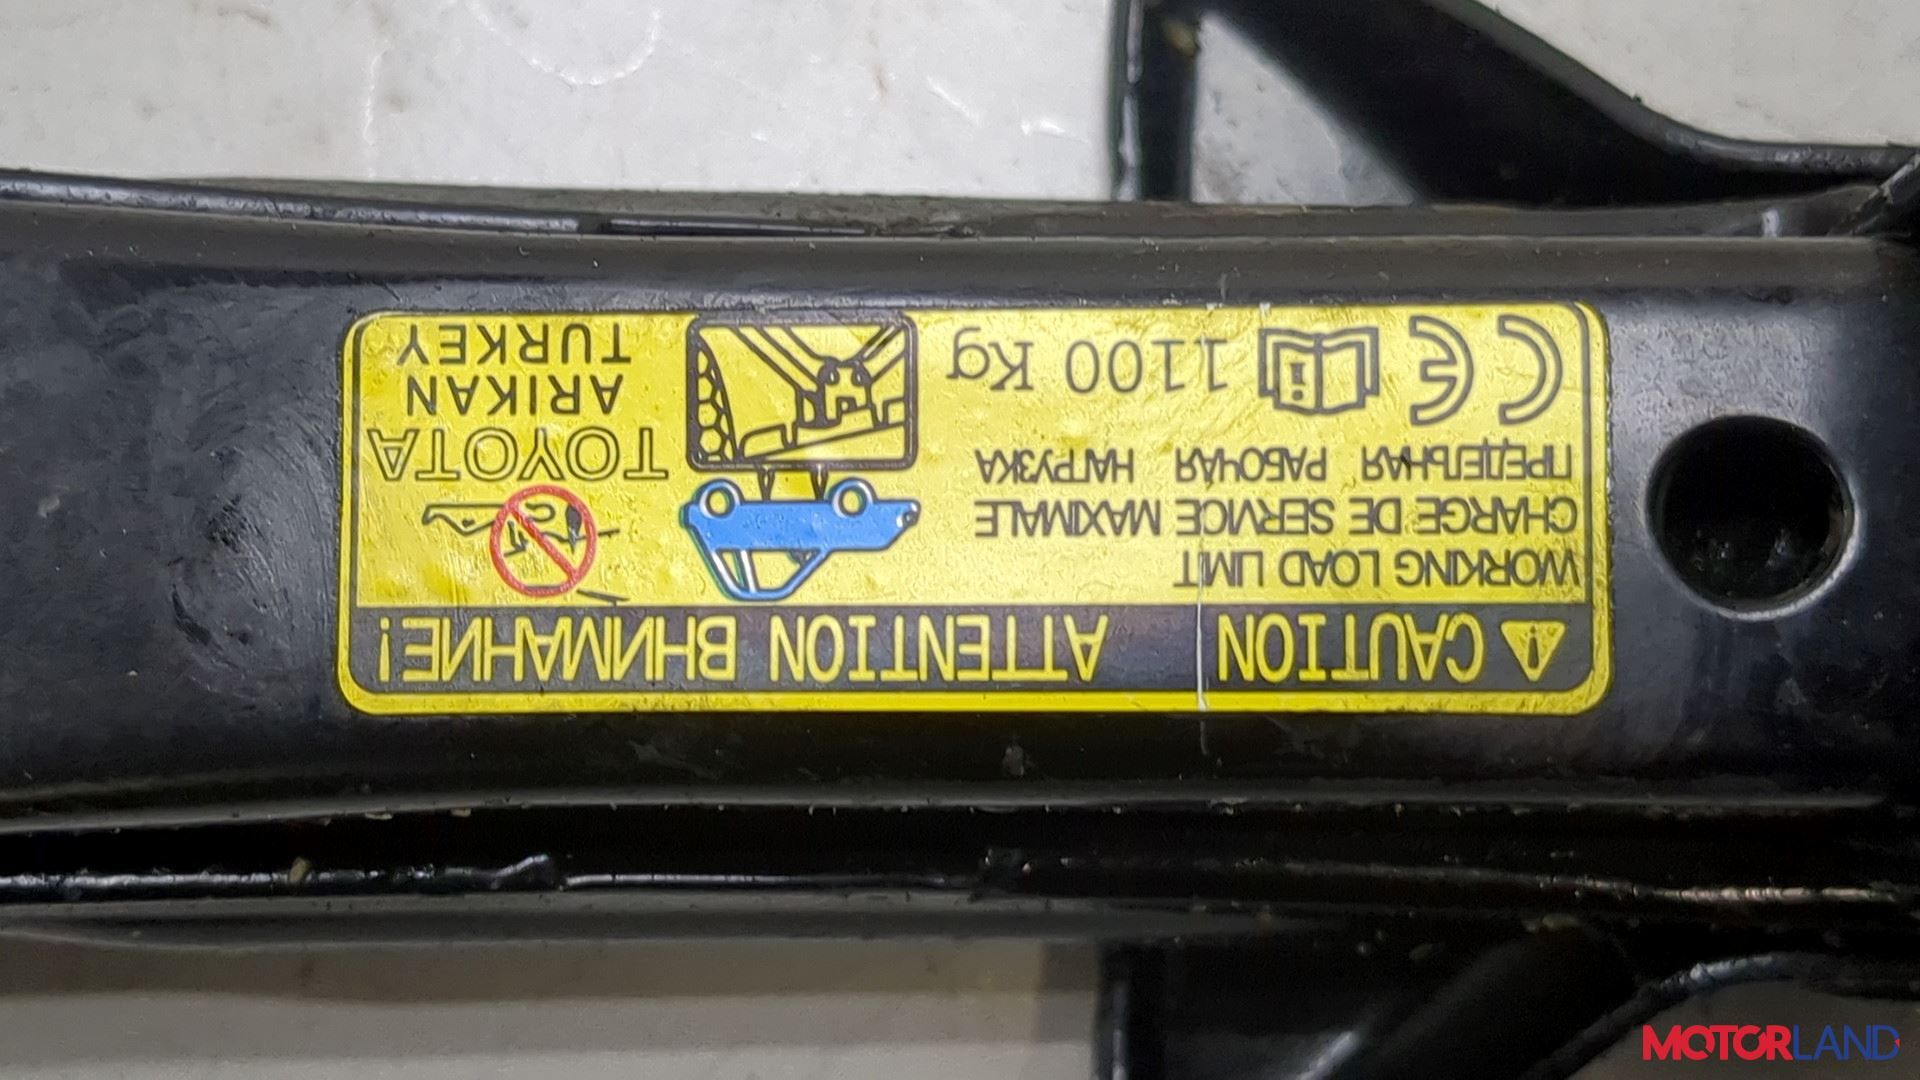 CAUTION ATTENTION ВНИМАНИЕ!
WORKING LOAD LIMIT
CHARGE DE SERVICE MAXIMALE
ПРЕДЕЛЬНАЯ РАБОЧАЯ НАГРУЗКА
CE 1100 Kg
TOYOTA
ARIKAN
TURKEY
MOTORLAND